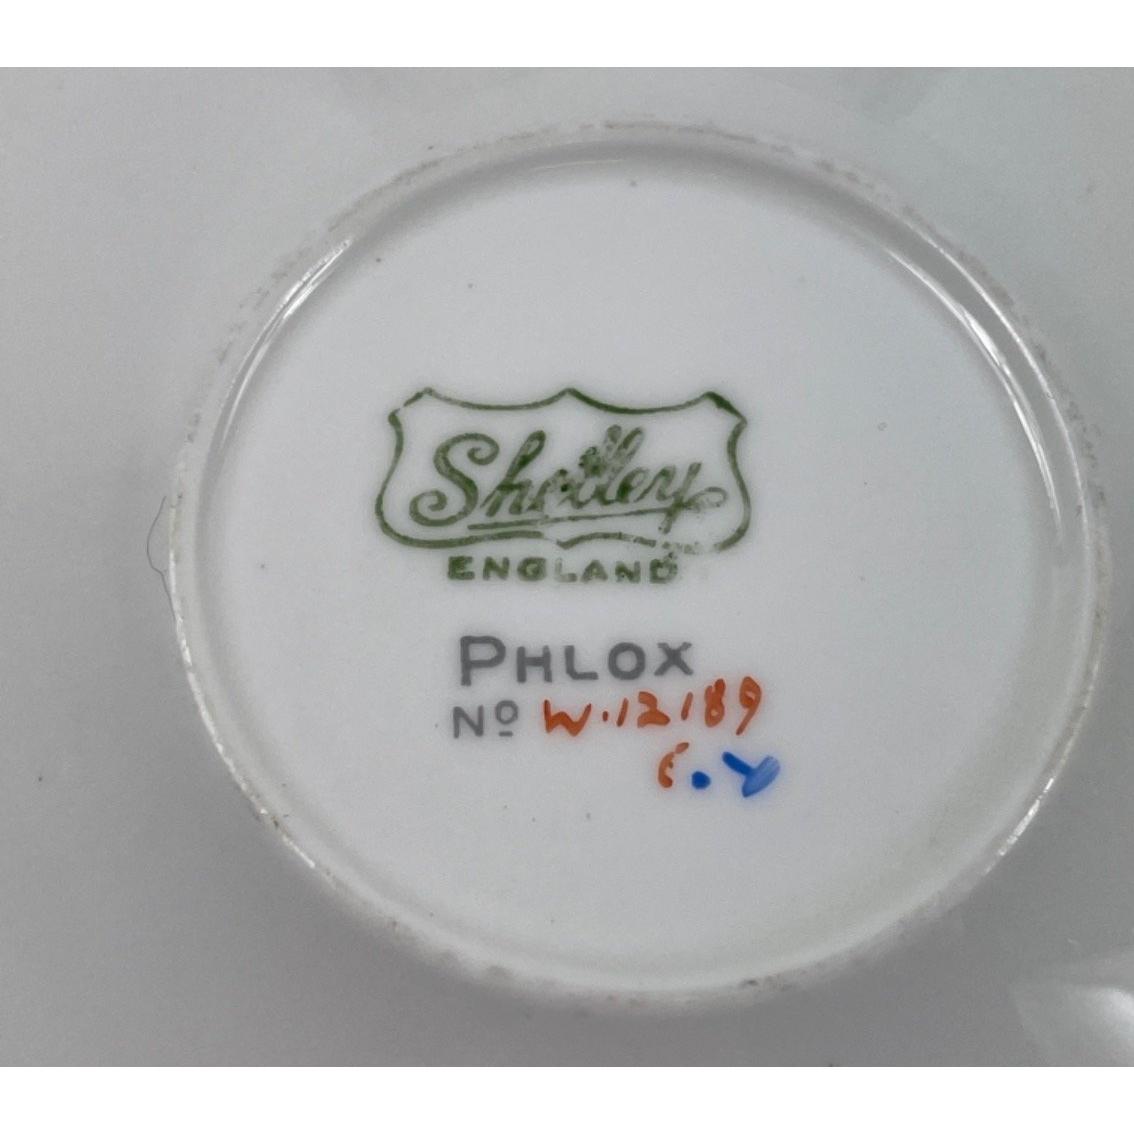 Shelley
ENGLAND
PHLOX
Nº W.12189